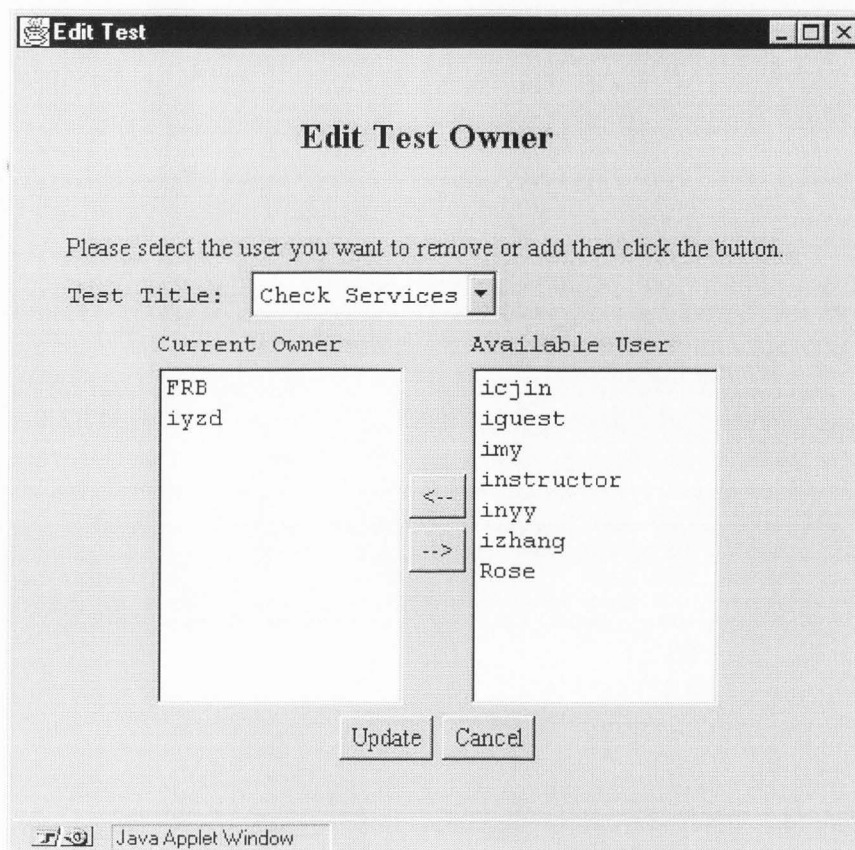 Edit Test
Edit Test Owner
Please select the user you want to remove or add then click the button.
Test Title: Check Services
Current Owner Available User
FRB
iyzd
icjin
iguest
imy
instructor
inyy
izhang
Rose
<--
-->
Update Cancel
Java Applet Window